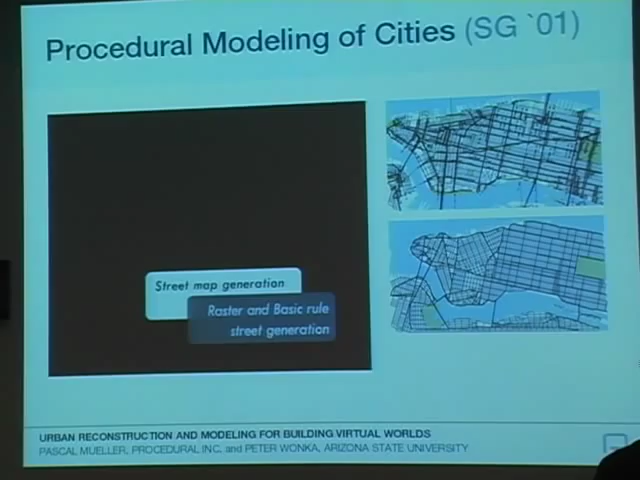 Procedural Modeling of Cities (SG `01)
Street map generation
Raster and Basic rule
street generation
URBAN RECONSTRUCTION AND MODELING FOR BUILDING VIRTUAL WORLDS
PASCAL MUELLER, PROCEDURAL INC. and PETER WONKA, ARIZONA STATE UNIVERSITY